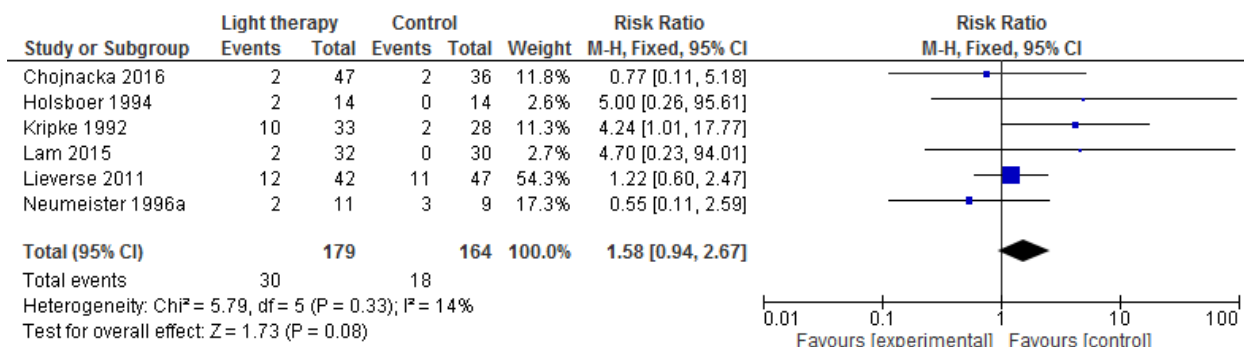 Light therapy Control Risk Ratio Risk Ratio
Study or Subgroup Events Total Events Total Weight M-H, Fixed, 95% CI M-H, Fixed, 95% CI
Chojnacka 2016 2 47 2 36 11.8% 0.77 [0.11, 5.18]
Holsboer 1994 2 14 0 14 2.6% 5.00 [0.26, 95.61]
Kripke 1992 10 33 2 28 11.3% 4.24 [1.01, 17.77]
Lam 2015 2 32 0 30 2.7% 4.70 [0.23, 94.01]
Lieverse 2011 12 42 11 47 54.3% 1.22 [0.60, 2.47]
Neumeister 1996a 2 11 3 9 17.3% 0.55 [0.11, 2.59]
Total (95% CI) 179 164 100.0% 1.58 [0.94, 2.67]
Total events 30 18
Heterogeneity: Chi² = 5.79, df = 5 (P = 0.33); I² = 14%
Test for overall effect: Z = 1.73 (P = 0.08)
0.01 0.1 1 10 100
Favours [experimental] Favours [control]